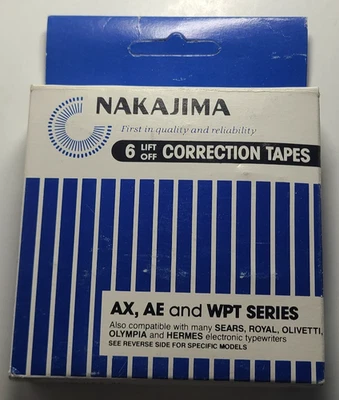 NAKAJIMA
First in quality and reliability
6 LIFT OFF CORRECTION TAPES
AX, AE and WPT SERIES
Also compatible with many SEARS, ROYAL, OLIVETTI,
OLYMPIA and HERMES electronic typewriters
SEE REVERSE SIDE FOR SPECIFIC MODELS